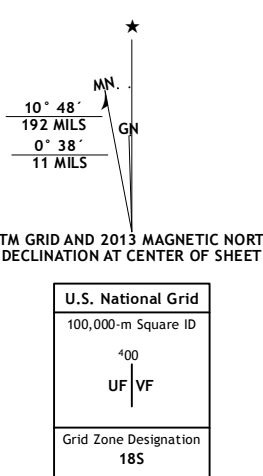 ★
MN
GN
10° 48´
192 MILS
0° 38´
11 MILS
TM GRID AND 2013 MAGNETIC NORT
DECLINATION AT CENTER OF SHEET
U.S. National Grid
100,000-m Square ID
⁴00
UF VF
Grid Zone Designation
18S